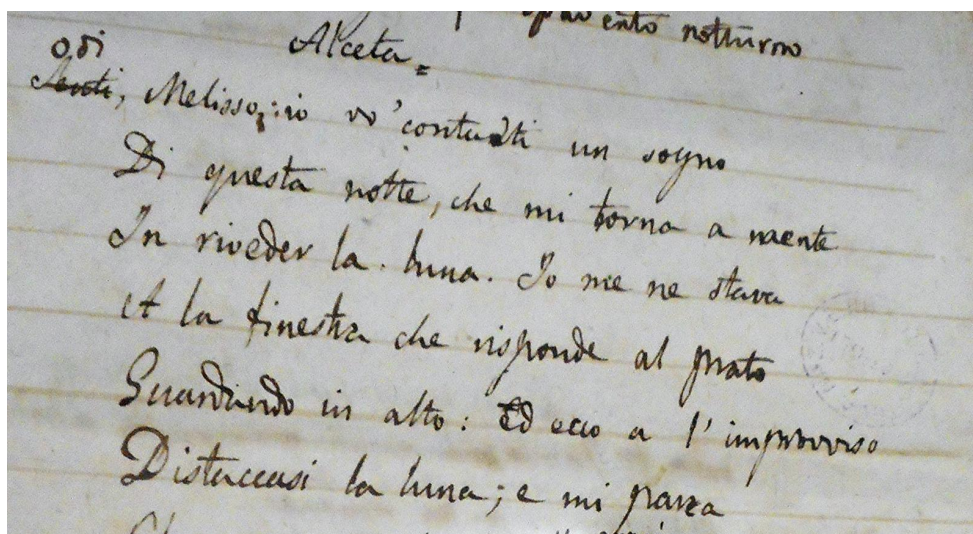 Spavento notturno
Alceta =
Odi
Senti, Melisso: io vo' contarti un sogno
Di questa notte, che mi torna a mente
In riveder la luna. Io me ne stava
A la finestra che risponde al prato
Guardando in alto: Ed ecco a l'improvviso
Distaccasi la luna; e mi parea